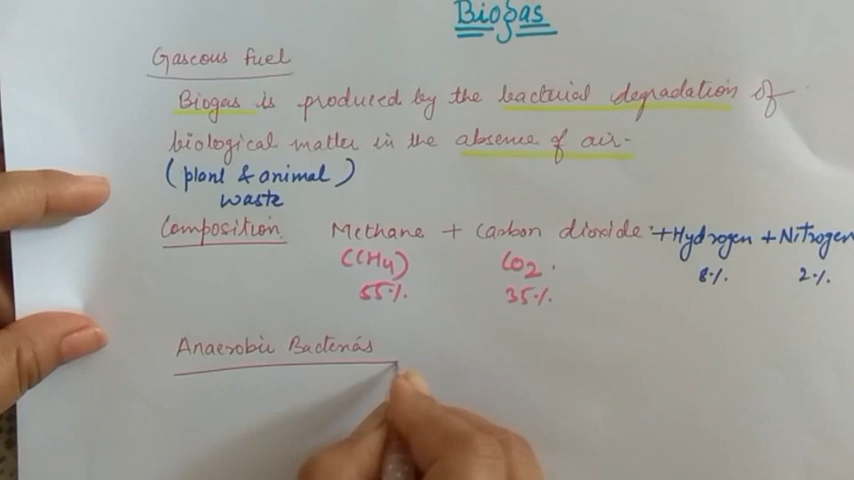 Biogas
Gaseous fuel
Biogas is produced by the bacterial degradation of
biological matter in the absence of air.
(plant & animal)
waste
Composition Methane + Carbon dioxide + Hydrogen + Nitrogen
(CH4) CO2 8% 2%
55% 35%
Anaerobic Bacterias